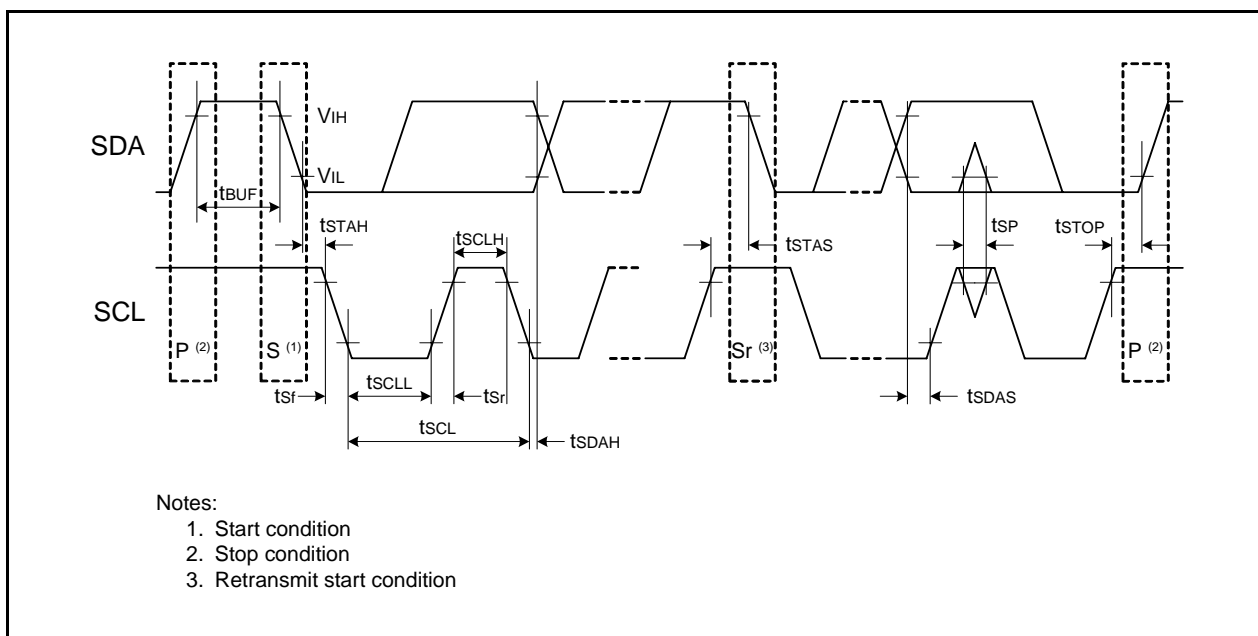 VIH
SDA
VIL
tBUF
tSTAH
tSCLH
tSTAS
tSP
tSTOP
SCL
P (2)
S (1)
Sr (3)
P (2)
tSf
tSCLL
tSr
tSDAS
tSCL
tSDAH
Notes:
1. Start condition
2. Stop condition
3. Retransmit start condition